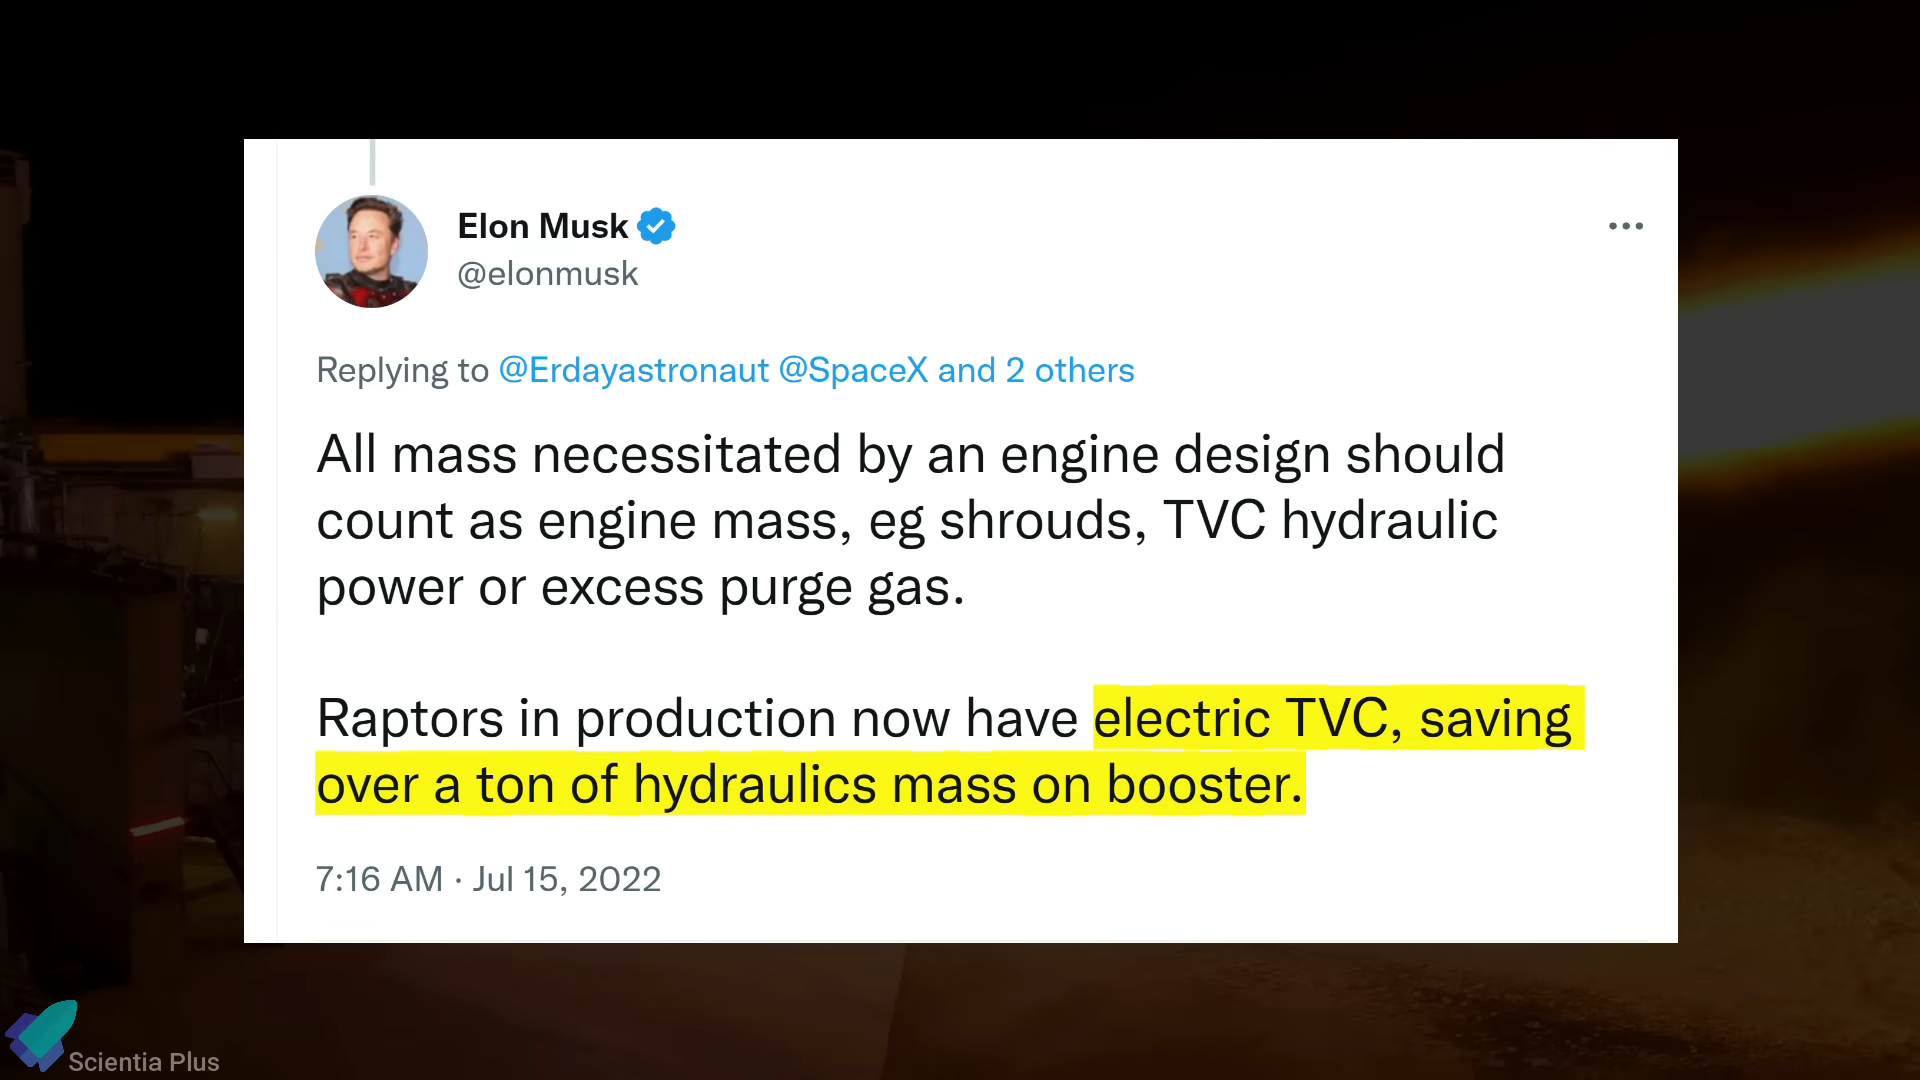 Elon Musk
@elonmusk
Replying to @Erdayastronaut @SpaceX and 2 others
All mass necessitated by an engine design should
count as engine mass, eg shrouds, TVC hydraulic
power or excess purge gas.
Raptors in production now have electric TVC, saving
over a ton of hydraulics mass on booster.
7:16 AM · Jul 15, 2022
Scientia Plus